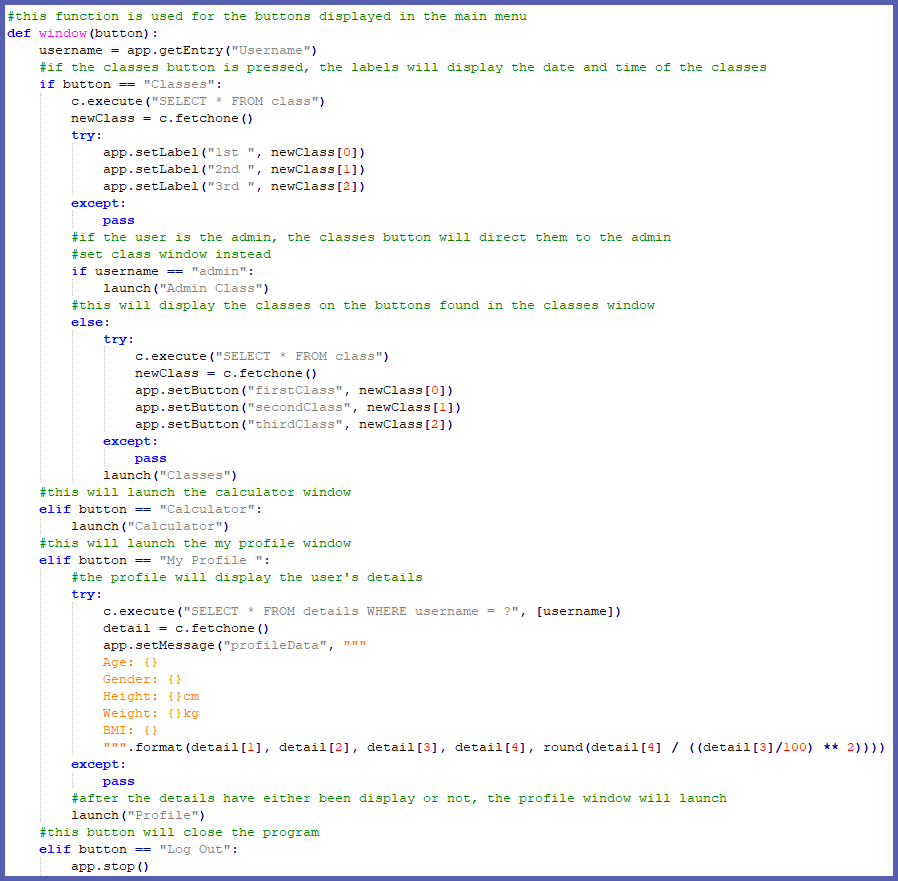 #this function is used for the buttons displayed in the main menu
def window(button):
    username = app.getEntry("Username")
    #if the classes button is pressed, the labels will display the date and time of the classes
    if button == "Classes":
        c.execute("SELECT * FROM class")
        newClass = c.fetchone()
        try:
            app.setLabel("1st ", newClass[0])
            app.setLabel("2nd ", newClass[1])
            app.setLabel("3rd ", newClass[2])
        except:
            pass
        #if the user is the admin, the classes button will direct them to the admin
        #set class window instead
        if username == "admin":
            launch("Admin Class")
        #this will display the classes on the buttons found in the classes window
        else:
            try:
                c.execute("SELECT * FROM class")
                newClass = c.fetchone()
                app.setButton("firstClass", newClass[0])
                app.setButton("secondClass", newClass[1])
                app.setButton("thirdClass", newClass[2])
            except:
                pass
            launch("Classes")
    #this will launch the calculator window
    elif button == "Calculator":
        launch("Calculator")
    #this will launch the my profile window
    elif button == "My Profile ":
        #the profile will display the user's details
        try:
            c.execute("SELECT * FROM details WHERE username = ?", [username])
            detail = c.fetchone()
            app.setMessage("profileData", """
            Age: {}
            Gender: {}
            Height: {}cm
            Weight: {}kg
            BMI: {}
            """.format(detail[1], detail[2], detail[3], detail[4], round(detail[4] / ((detail[3]/100) ** 2))))
        except:
            pass
        #after the details have either been display or not, the profile window will launch
        launch("Profile")
    #this button will close the program
    elif button == "Log Out":
        app.stop()